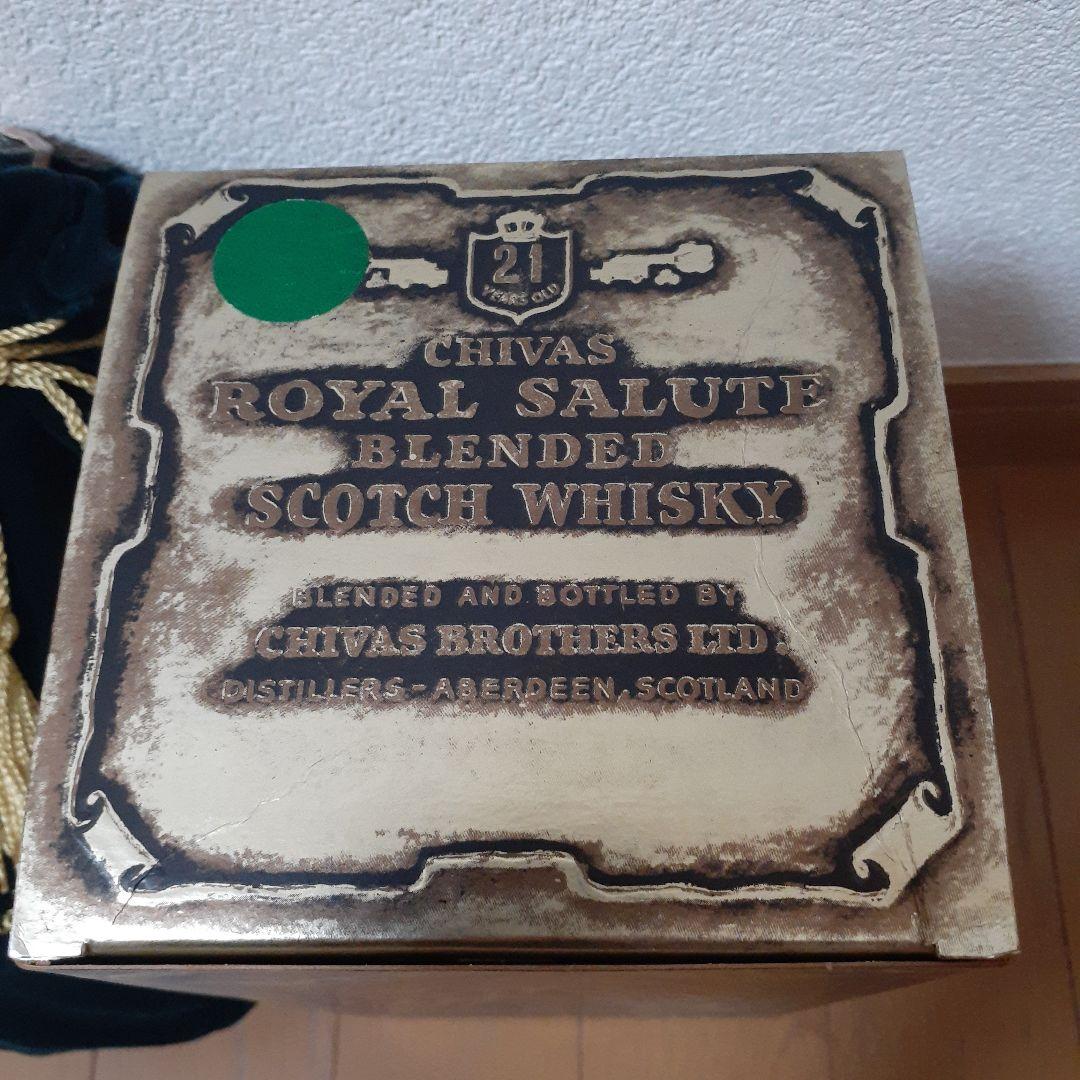 21
YEARS OLD
CHIVAS
ROYAL SALUTE
BLENDED
SCOTCH WHISKY
BLENDED AND BOTTLED BY
CHIVAS BROTHERS LTD.
DISTILLERS-ABERDEEN, SCOTLAND